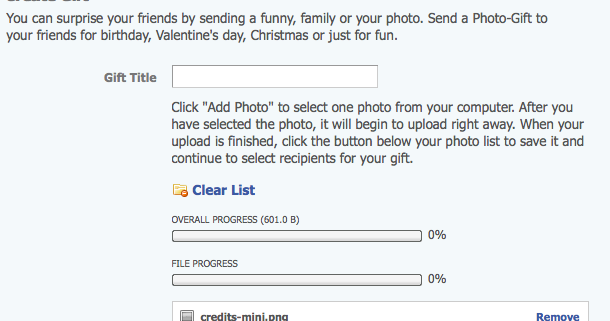 You can surprise your friends by sending a funny, family or your photo. Send a Photo-Gift to
your friends for birthday, Valentine's day, Christmas or just for fun.
Gift Title
Click "Add Photo" to select one photo from your computer. After you
have selected the photo, it will begin to upload right away. When your
upload is finished, click the button below your photo list to save it and
continue to select recipients for your gift.
Clear List
OVERALL PROGRESS (601.0 B)
0%
FILE PROGRESS
0%
credits-mini.png Remove